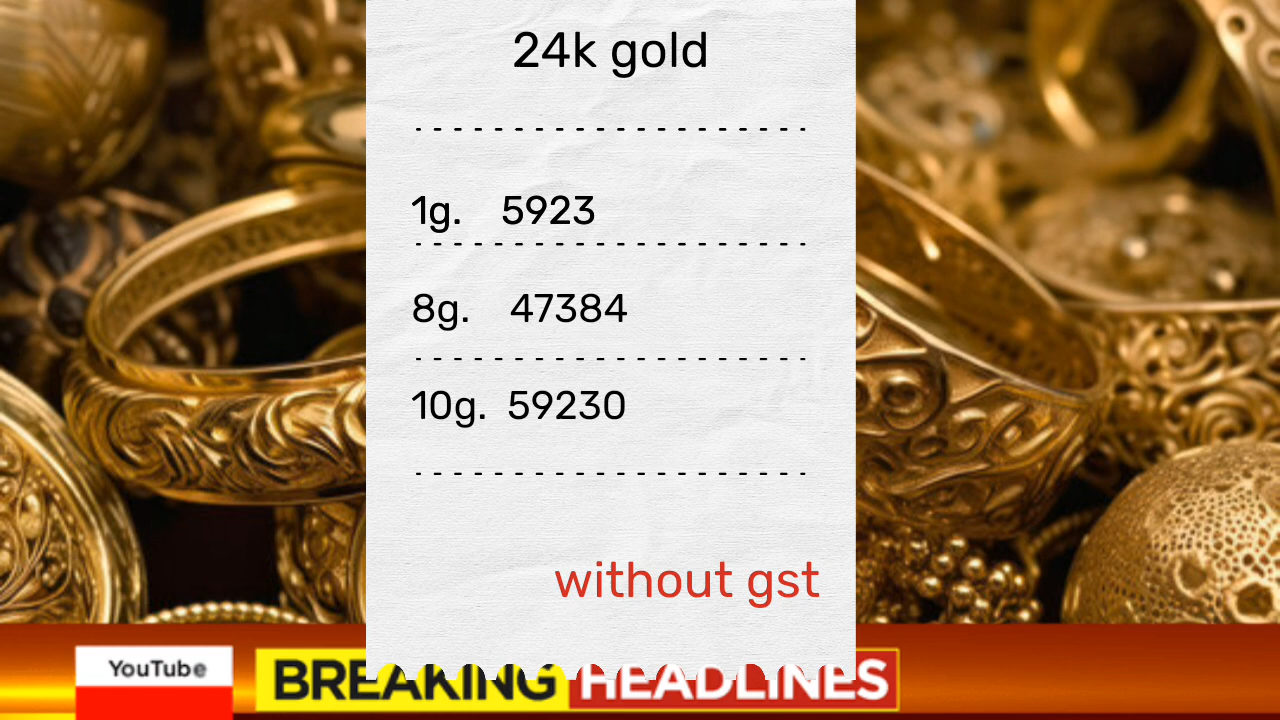 24k gold
1g. 5923
8g. 47384
10g. 59230
without gst
YouTube
BREAKING HEADLINES